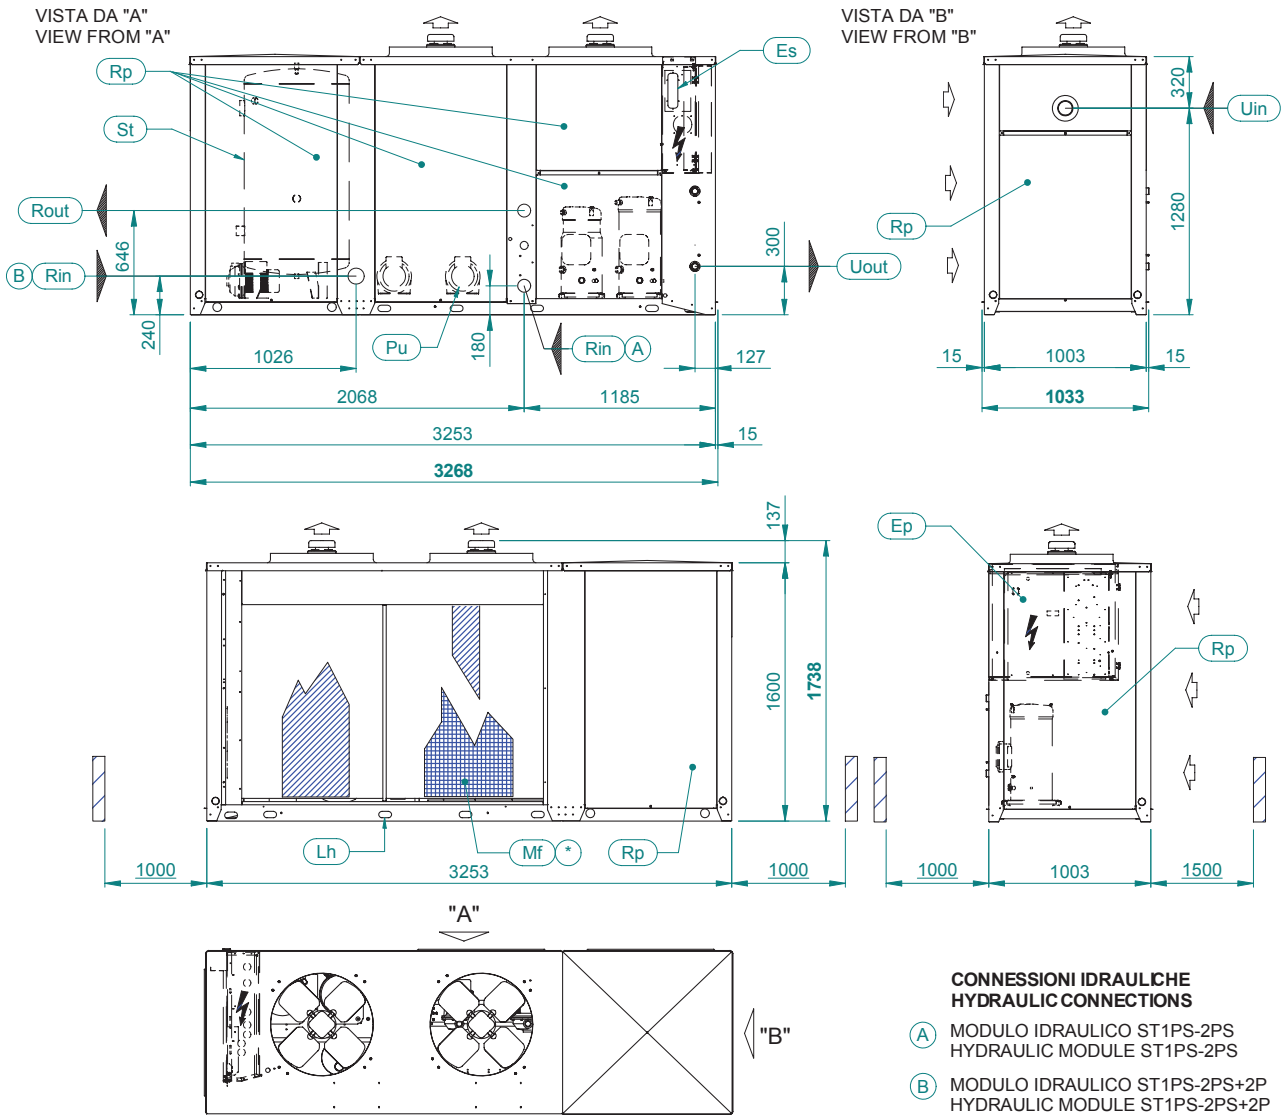 VISTA DA "A"
VIEW FROM "A"
VISTA DA "B"
VIEW FROM "B"
Rp
Es
St
Uin
320
Rp
1280
Rout
646
300
B Rin
Uout
240
Pu
180
Rin A
1026
127
15 1003 15
2068 1185
1033
3253 15
3268
137
Ep
Rp
1600
1738
Lh
Mf *
Rp
1000 3253 1000
1000 1003 1500
"A"
"B"
CONNESSIONI IDRAULICHE
HYDRAULIC CONNECTIONS
A MODULO IDRAULICO ST1PS-2PS
HYDRAULIC MODULE ST1PS-2PS
B MODULO IDRAULICO ST1PS-2PS+2P
HYDRAULIC MODULE ST1PS-2PS+2P